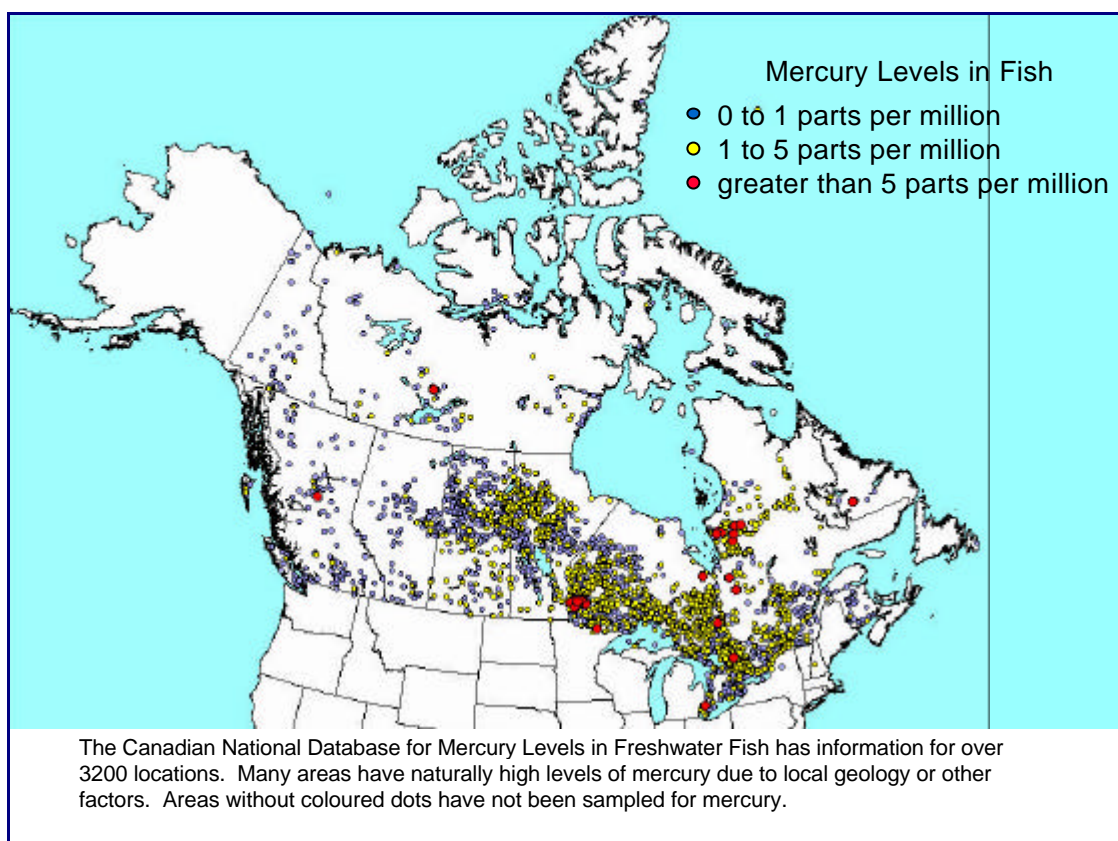 Mercury Levels in Fish
0 to 1 parts per million
1 to 5 parts per million
greater than 5 parts per million
The Canadian National Database for Mercury Levels in Freshwater Fish has information for over
3200 locations.  Many areas have naturally high levels of mercury due to local geology or other
factors.  Areas without coloured dots have not been sampled for mercury.